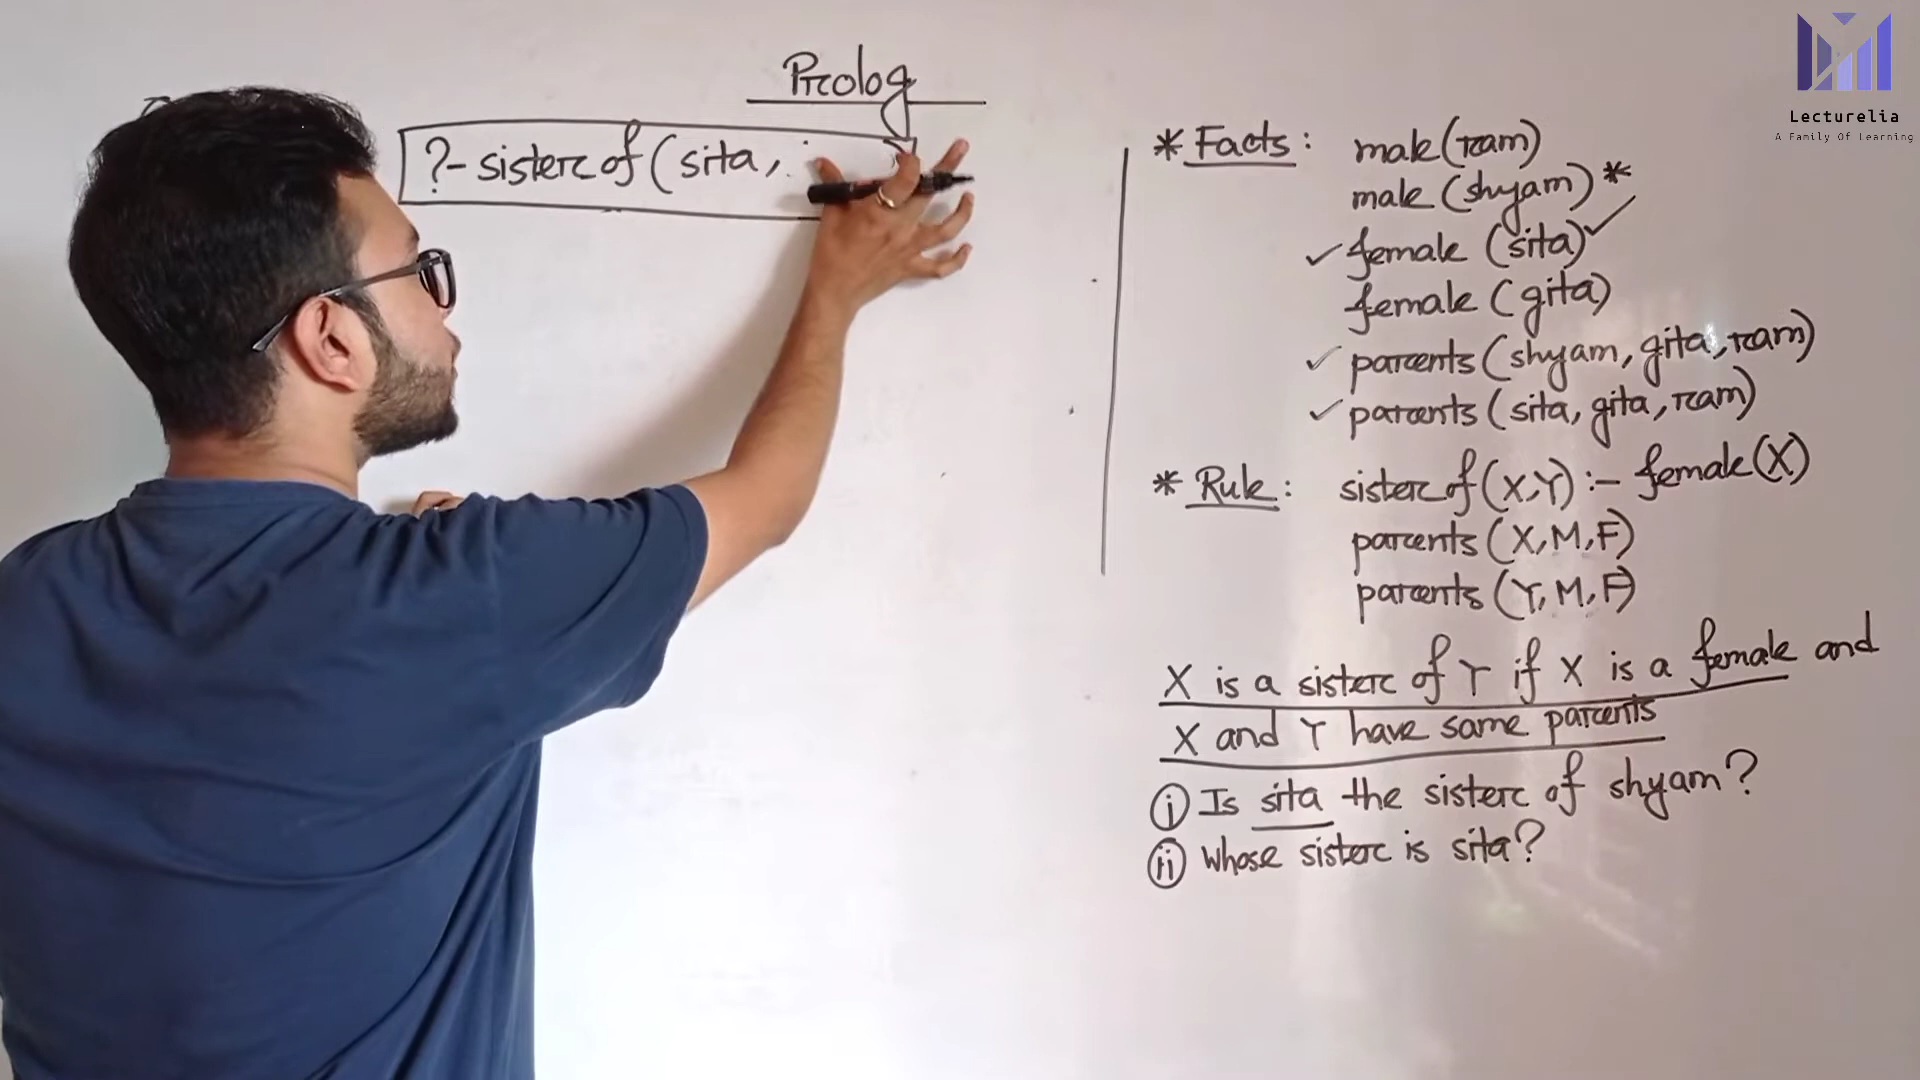 Prolog
?- sister of (sita,
* Facts: male (ram)
male (shyam) *
✓ female (sita) ✓
female (gita)
✓ parents (shyam, gita, ram)
✓ parents (sita, gita, ram)
* Rule: sister of (X,Y) :- female (X)
parents (X, M, F)
parents (Y, M, F)
X is a sister of Y if X is a female and
X and Y have same parents
(i) Is sita the sister of shyam?
(ii) Whose sister is sita?
Lecturelia
A Family Of Learning